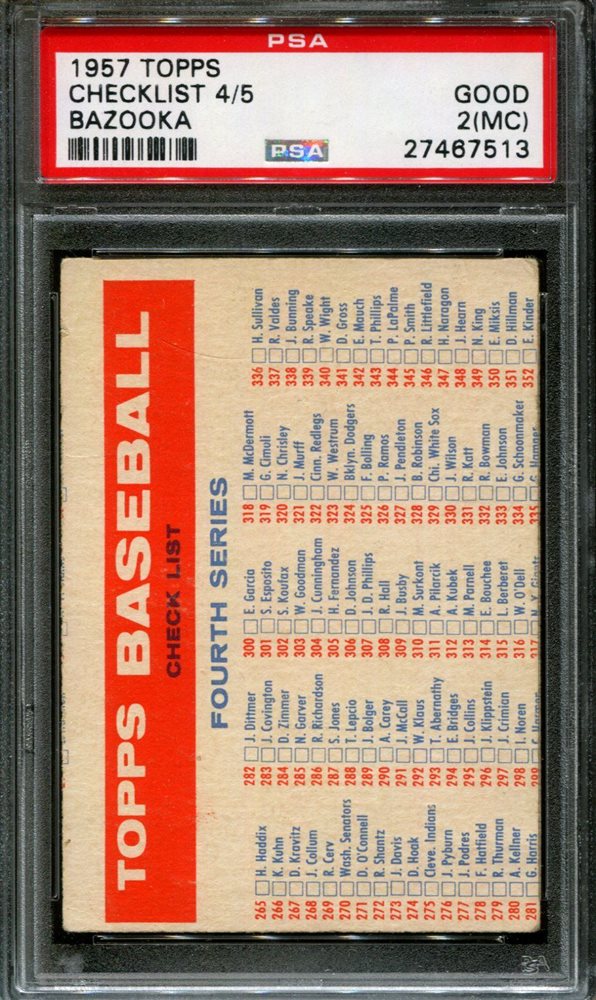 PSA
1957 TOPPS
CHECKLIST 4/5 GOOD
BAZOOKA 2(MC)
PSA 27467513
TOPPS BASEBALL
CHECK LIST
FOURTH SERIES
265 H. Haddix
266 K. Kuhn
267 D. Kravitz
268 J. Collum
269 R. Cerv
270 Wash. Senators
271 D. O'Connell
272 R. Shantz
273 J. Davis
274 D. Hoak
275 Cleve. Indians
276 J. Pyburn
277 J. Podres
278 F. Hatfield
279 R. Thurman
280 A. Kellner
281 G. Harris
282 J. Dittmer
283 J. Covington
284 D. Zimmer
285 N. Garver
286 R. Richardson
287 S. Jones
288 T. Lepcio
289 J. Bolger
290 A. Carey
291 J. McCall
292 W. Klaus
293 T. Abernathy
294 E. Bridges
295 J. Collins
296 J. Klippstein
297 J. Crimian
298 I. Noren
299
300 E. Garcia
301 S. Esposito
302 S. Koufax
303 W. Goodman
304 J. Cunningham
305 H. Fernandez
306 D. Johnson
307 J. D. Phillips
308 R. Hall
309 J. Busby
310 M. Surkont
311 A. Pilarcik
312 A. Kubek
313 M. Parnell
314 E. Bouchee
315 L. Berberet
316 W. O'Dell
317 N. Y. Giants
318 M. McDermott
319 G. Cimuli
320 N. Chrisley
321 J. Murff
322 Cinn. Redlegs
323 W. Westrum
324 Bklyn. Dodgers
325 F. Bolling
326 P. Ramos
327 J. Pendleton
328 B. Robinson
329 Chi. White Sox
330 J. Wilson
331 R. Katt
332 R. Bowman
333 E. Johnson
334 G. Schoonmaker
335
336 H. Sullivan
337 R. Valdes
338 J. Bunning
339 R. Speake
340 W. Wight
341 D. Gross
342 E. Mauch
343 T. Phillips
344 P. LaPalme
345 P. Smith
346 R. Littlefield
347 H. Naragon
348 J. Hearn
349 N. King
350 E. Miksis
351 D. Hillman
352 E. Kinder